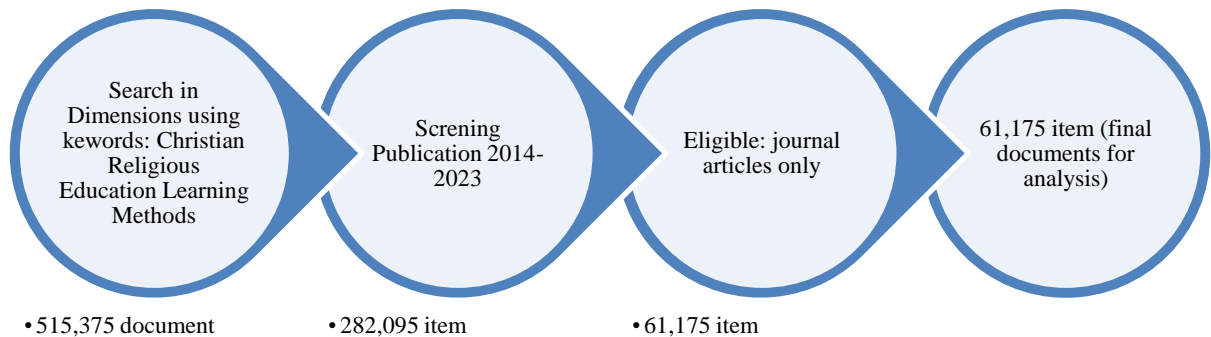 Search in
Dimensions using
kewords: Christian
Religious
Education Learning
Methods
Screning
Publication 2014-
2023
Eligible: journal
articles only
61,175 item (final
documents for
analysis)
• 515,375 document
• 282,095 item
• 61,175 item